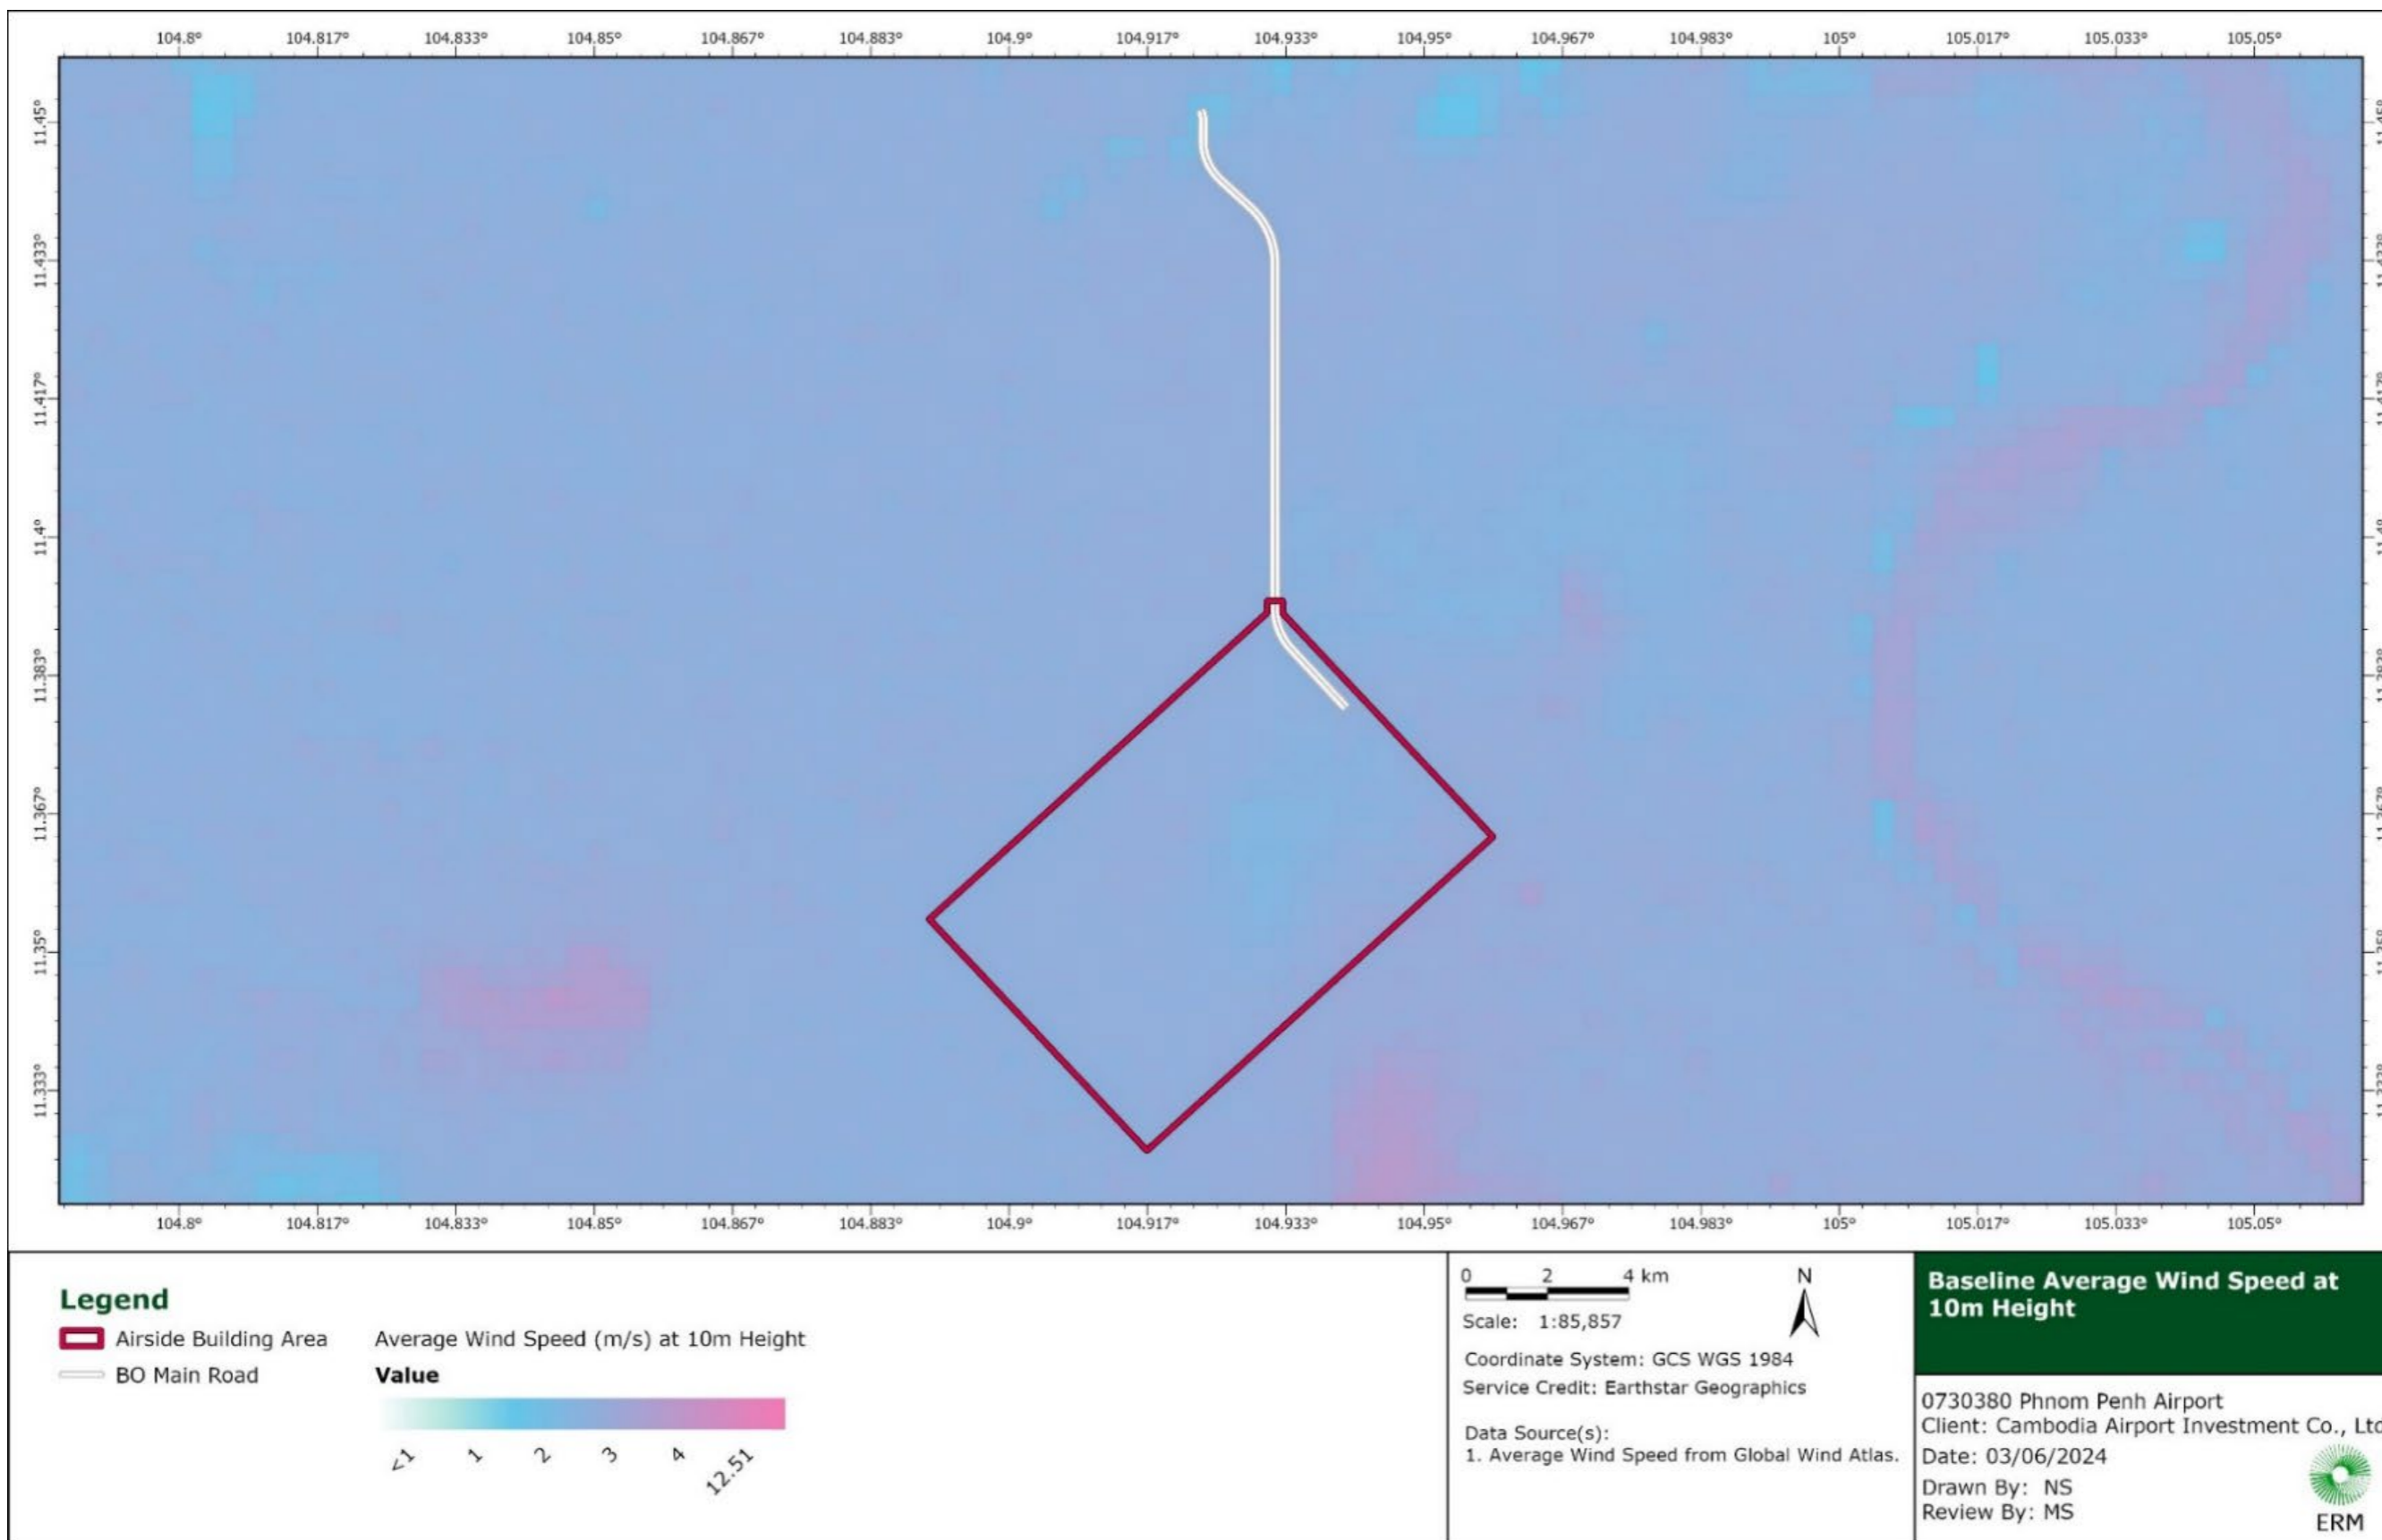 104.8° 104.817° 104.833° 104.85° 104.867° 104.883° 104.9° 104.917° 104.933° 104.95° 104.967° 104.983° 105° 105.017° 105.033° 105.05°
11.45°
11.433°
11.417°
11.4°
11.383°
11.367°
11.35°
11.333°
104.8° 104.817° 104.833° 104.85° 104.867° 104.883° 104.9° 104.917° 104.933° 104.95° 104.967° 104.983° 105° 105.017° 105.033° 105.05°
Legend
Airside Building Area
BO Main Road
Average Wind Speed (m/s) at 10m Height
Value
<1 1 2 3 4 12.51
0 2 4 km
Scale: 1:85,857
N
Coordinate System: GCS WGS 1984
Service Credit: Earthstar Geographics
Data Source(s):
1. Average Wind Speed from Global Wind Atlas.
Baseline Average Wind Speed at
10m Height
0730380 Phnom Penh Airport
Client: Cambodia Airport Investment Co., Ltd
Date: 03/06/2024
Drawn By: NS
Review By: MS
ERM